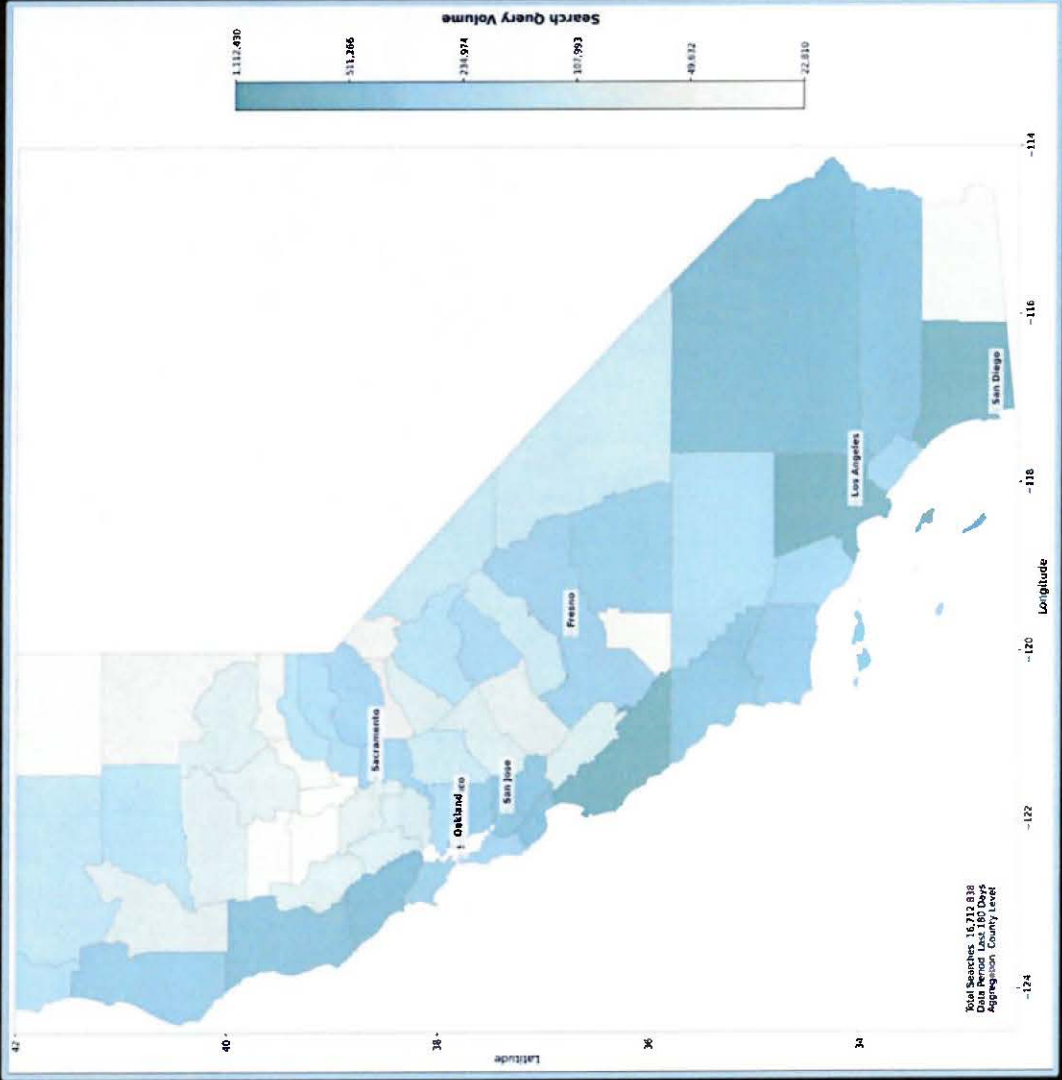 Search Query Volume
1,112,430
511,266
234,974
107,993
49,632
22,810
42
40
38
36
34
Latitude
Sacramento
Oakland
San Jose
Fresno
Los Angeles
San Diego
Total Searches 16,712 838
Data Period Last 180 Days
Aggregation County Level
-124
-122
-120
-118
-116
-114
Longitude